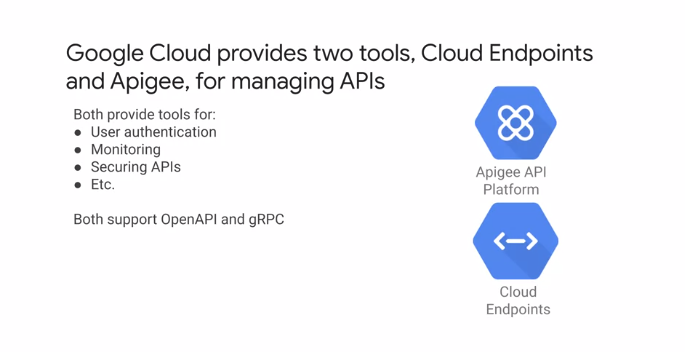 Google Cloud provides two tools, Cloud Endpoints
and Apigee, for managing APIs
Both provide tools for:
● User authentication
● Monitoring
● Securing APIs
● Etc.
Both support OpenAPI and gRPC
Apigee API
Platform
Cloud
Endpoints